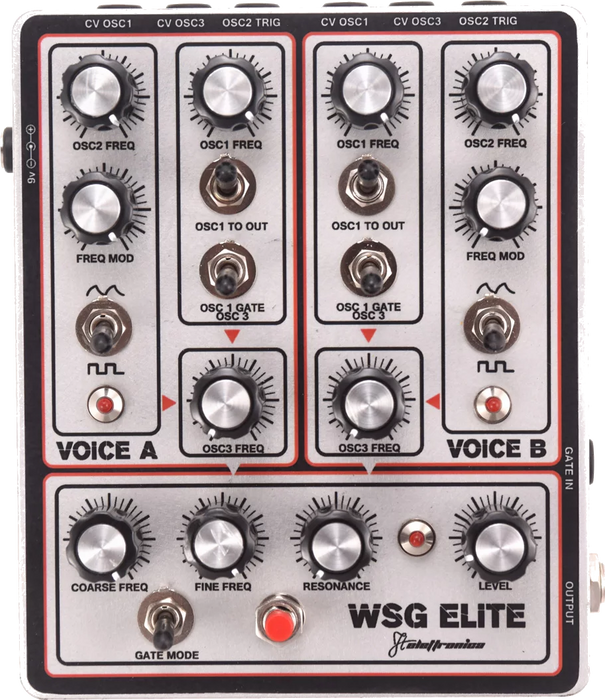 CV OSC1 CV OSC3 OSC2 TRIG CV OSC1 CV OSC3 OSC2 TRIG
OSC2 FREQ OSC1 FREQ OSC1 FREQ OSC2 FREQ
9V
OSC1 TO OUT OSC1 TO OUT
FREQ MOD FREQ MOD
OSC 1 GATE OSC 1 GATE
OSC 3 OSC 3
VOICE A OSC3 FREQ OSC3 FREQ VOICE B
GATE IN
COARSE FREQ FINE FREQ RESONANCE LEVEL
OUTPUT
WSG ELITE
GATE MODE
elettronica